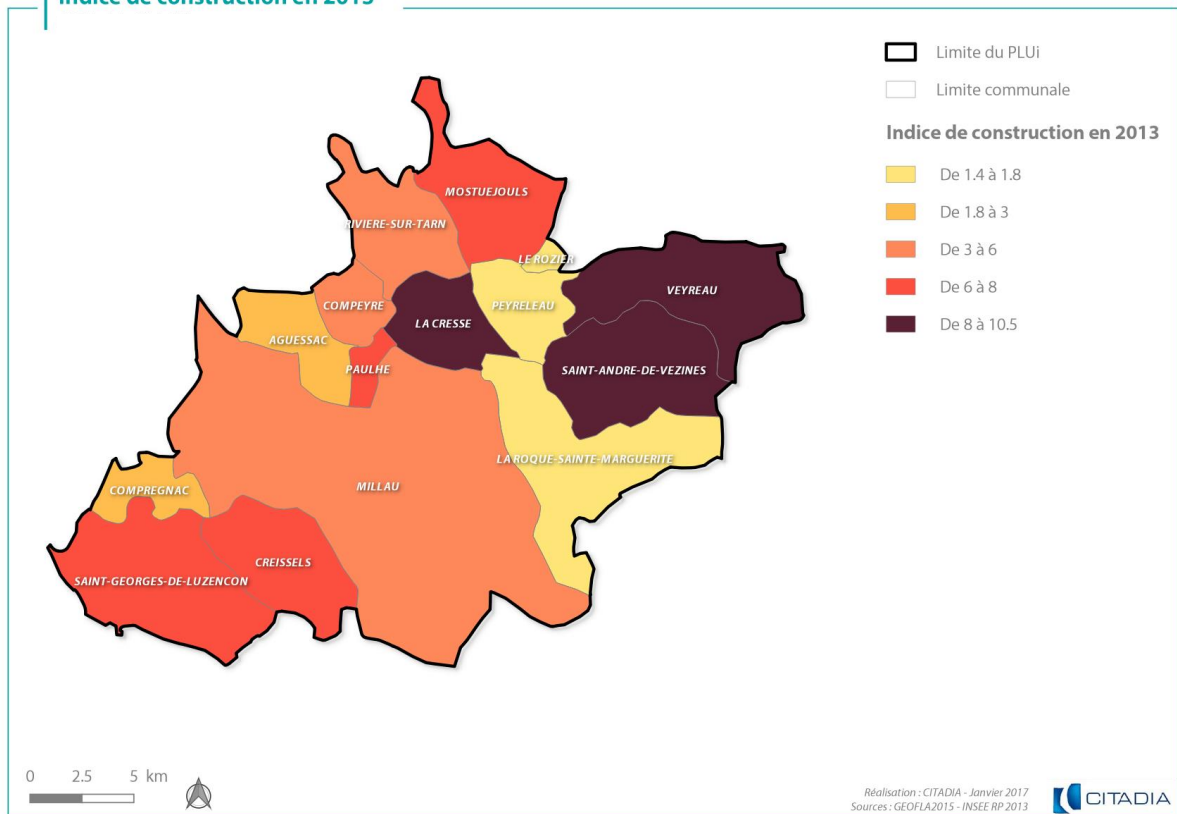 Indice de construction en 2013
Limite du PLUi
Limite communale
Indice de construction en 2013
De 1.4 à 1.8
De 1.8 à 3
De 3 à 6
De 6 à 8
De 8 à 10.5
MOSTUEJOULS
RIVIERE-SUR-TARN
LE ROZIER
VEYREAU
COMPEYRE
PEYRELEAU
LA CRESSE
AGUESSAC
PAULHE
SAINT-ANDRE-DE-VEZINES
LA ROQUE-SAINTE-MARGUERITE
MILLAU
COMPREGNAC
CREISSELS
SAINT-GEORGES-DE-LUZENCON
0 2.5 5 km
Réalisation : CITADIA - Janvier 2017
Sources : GEOFLA2015 - INSEE RP 2013
CITADIA